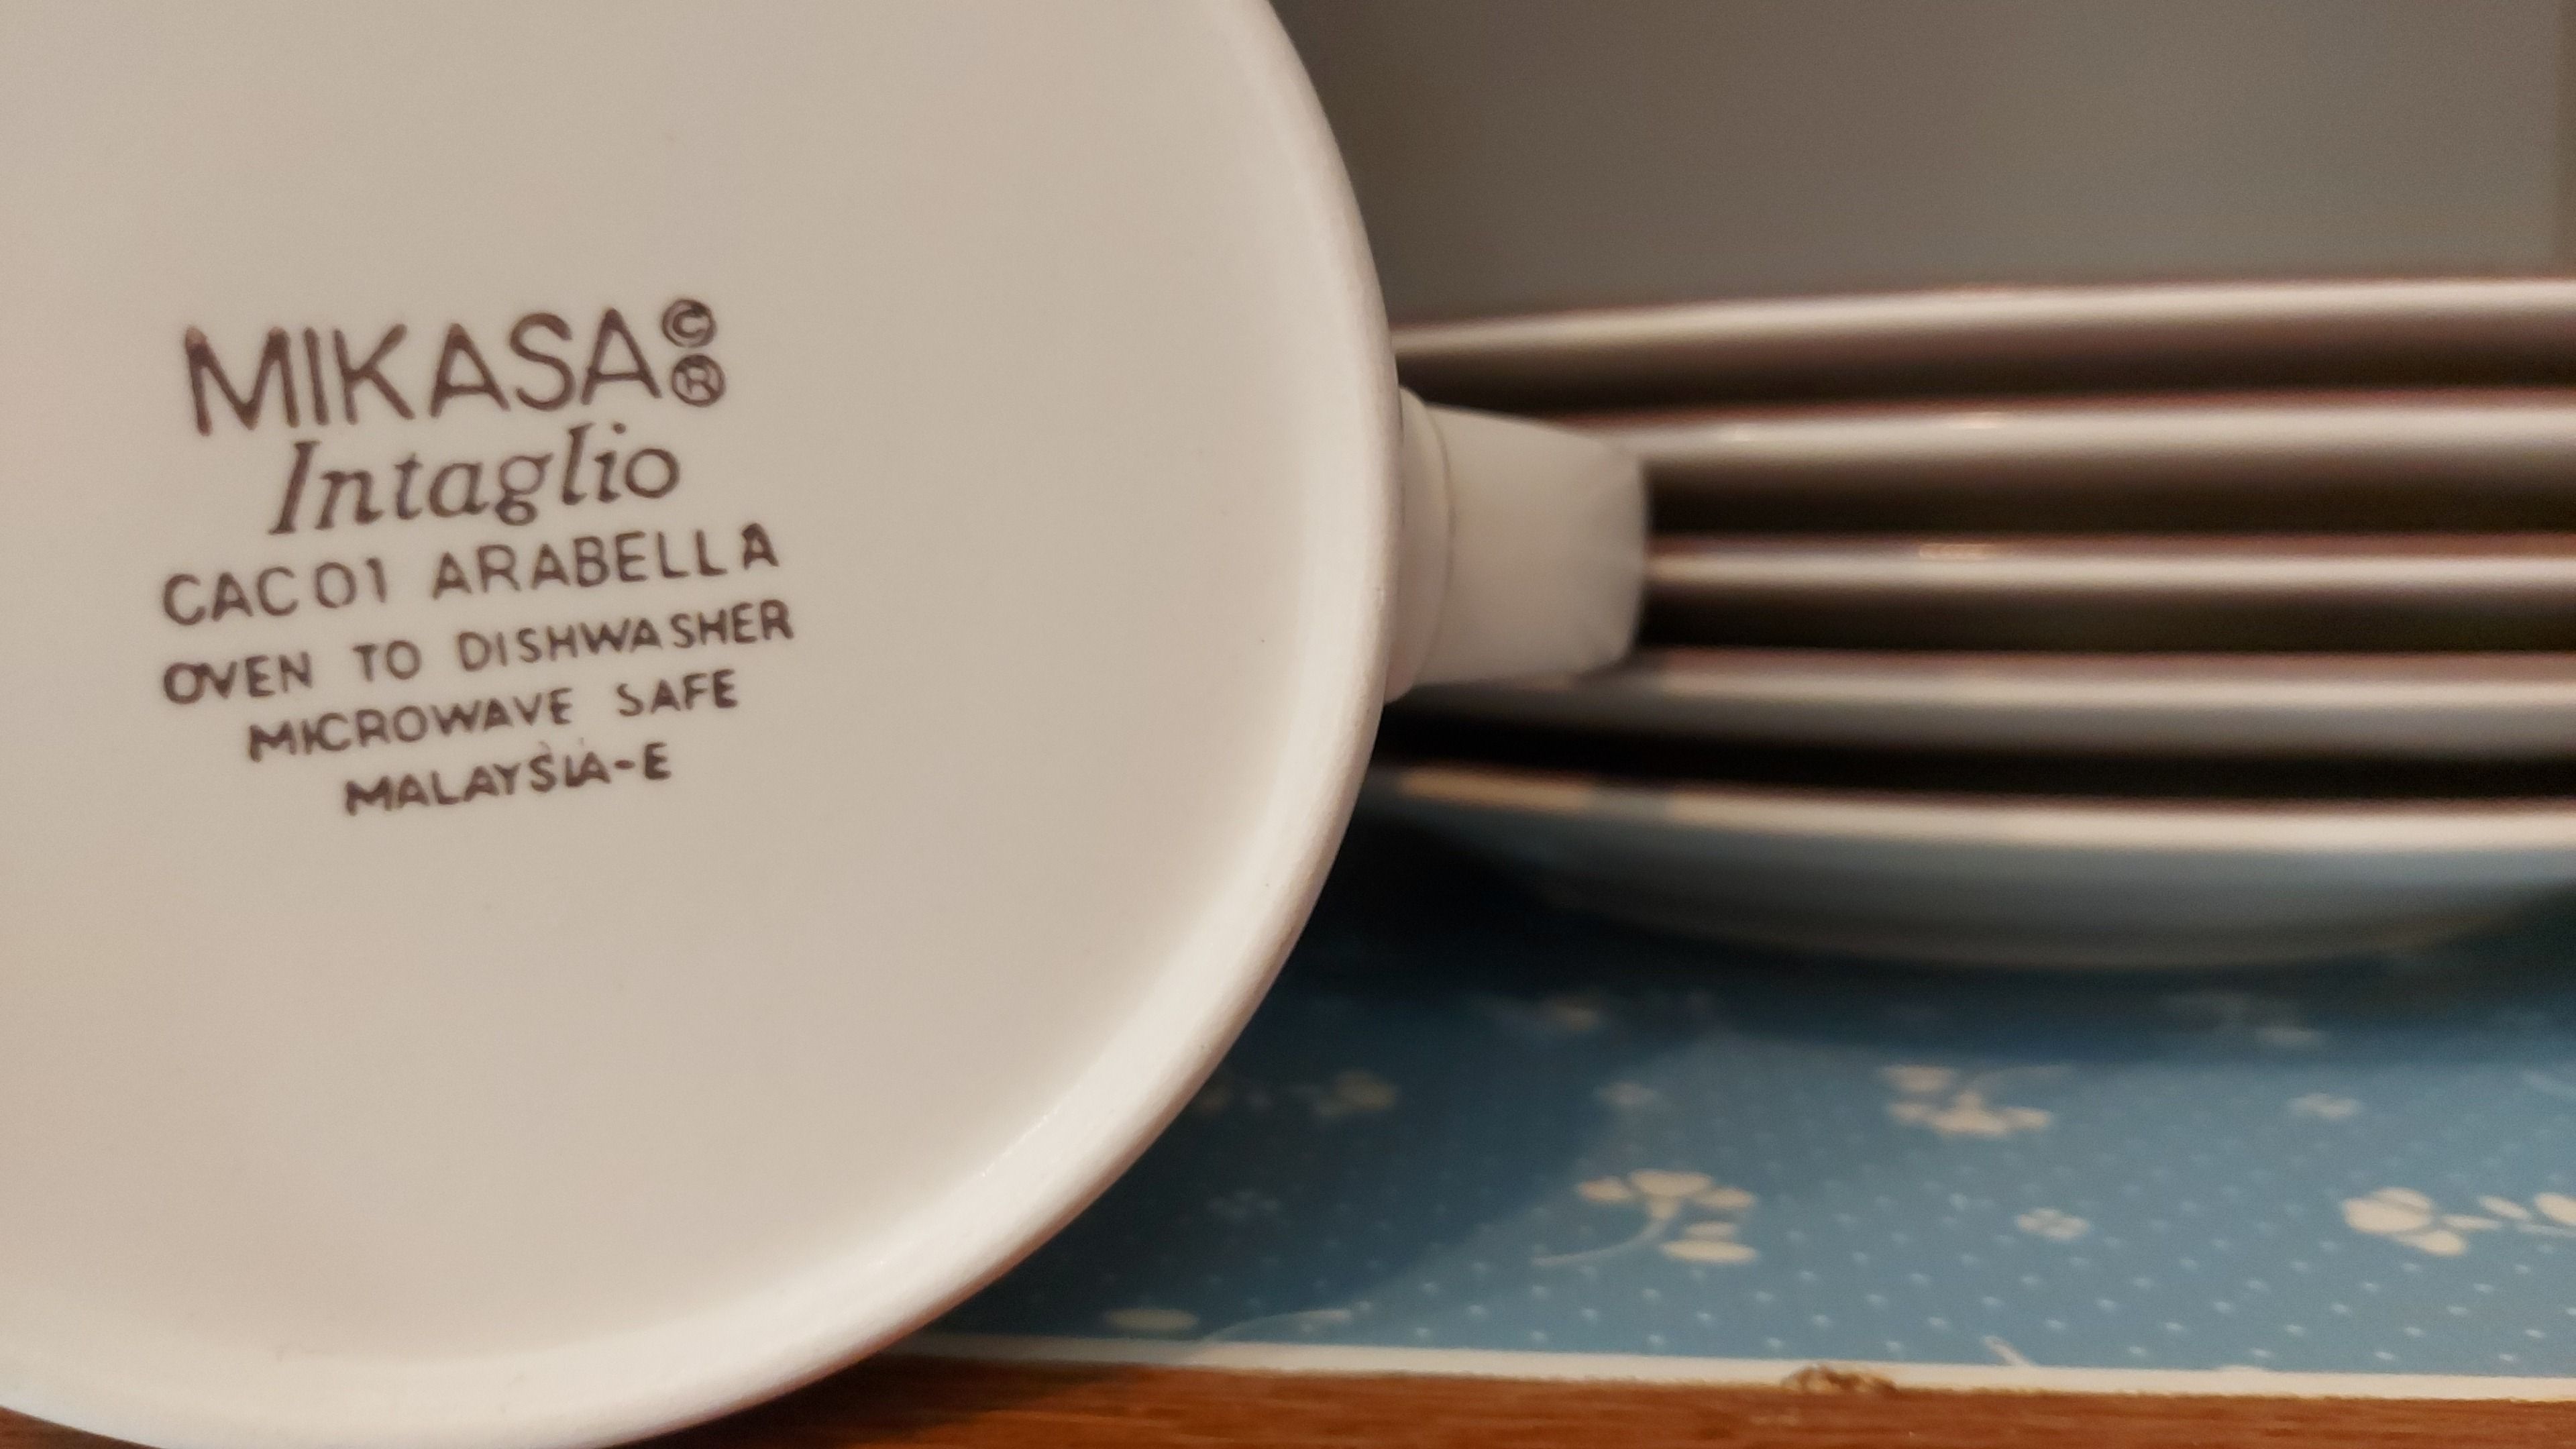 MIKASA©®
Intaglio
CAC01 ARABELLA
OVEN TO DISHWASHER
MICROWAVE SAFE
MALAYSIA-E